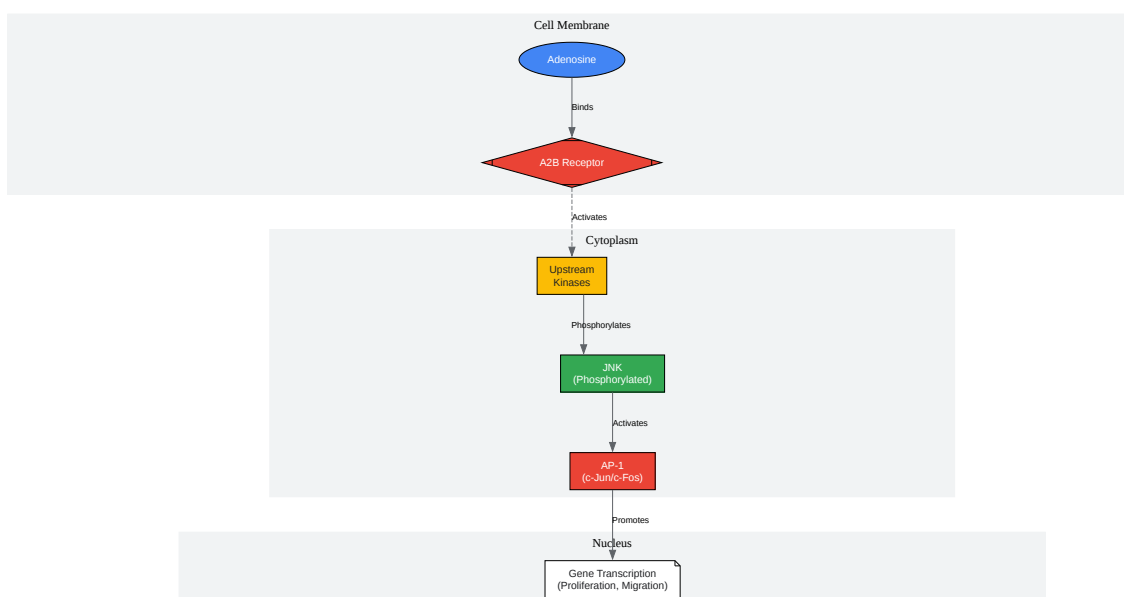 Cell Membrane
Adenosine
Binds
A2B Receptor
Activates
Cytoplasm
Upstream
Kinases
Phosphorylates
JNK
(Phosphorylated)
Activates
AP-1
(c-Jun/c-Fos)
Promotes
Nucleus
Gene Transcription
(Proliferation, Migration)